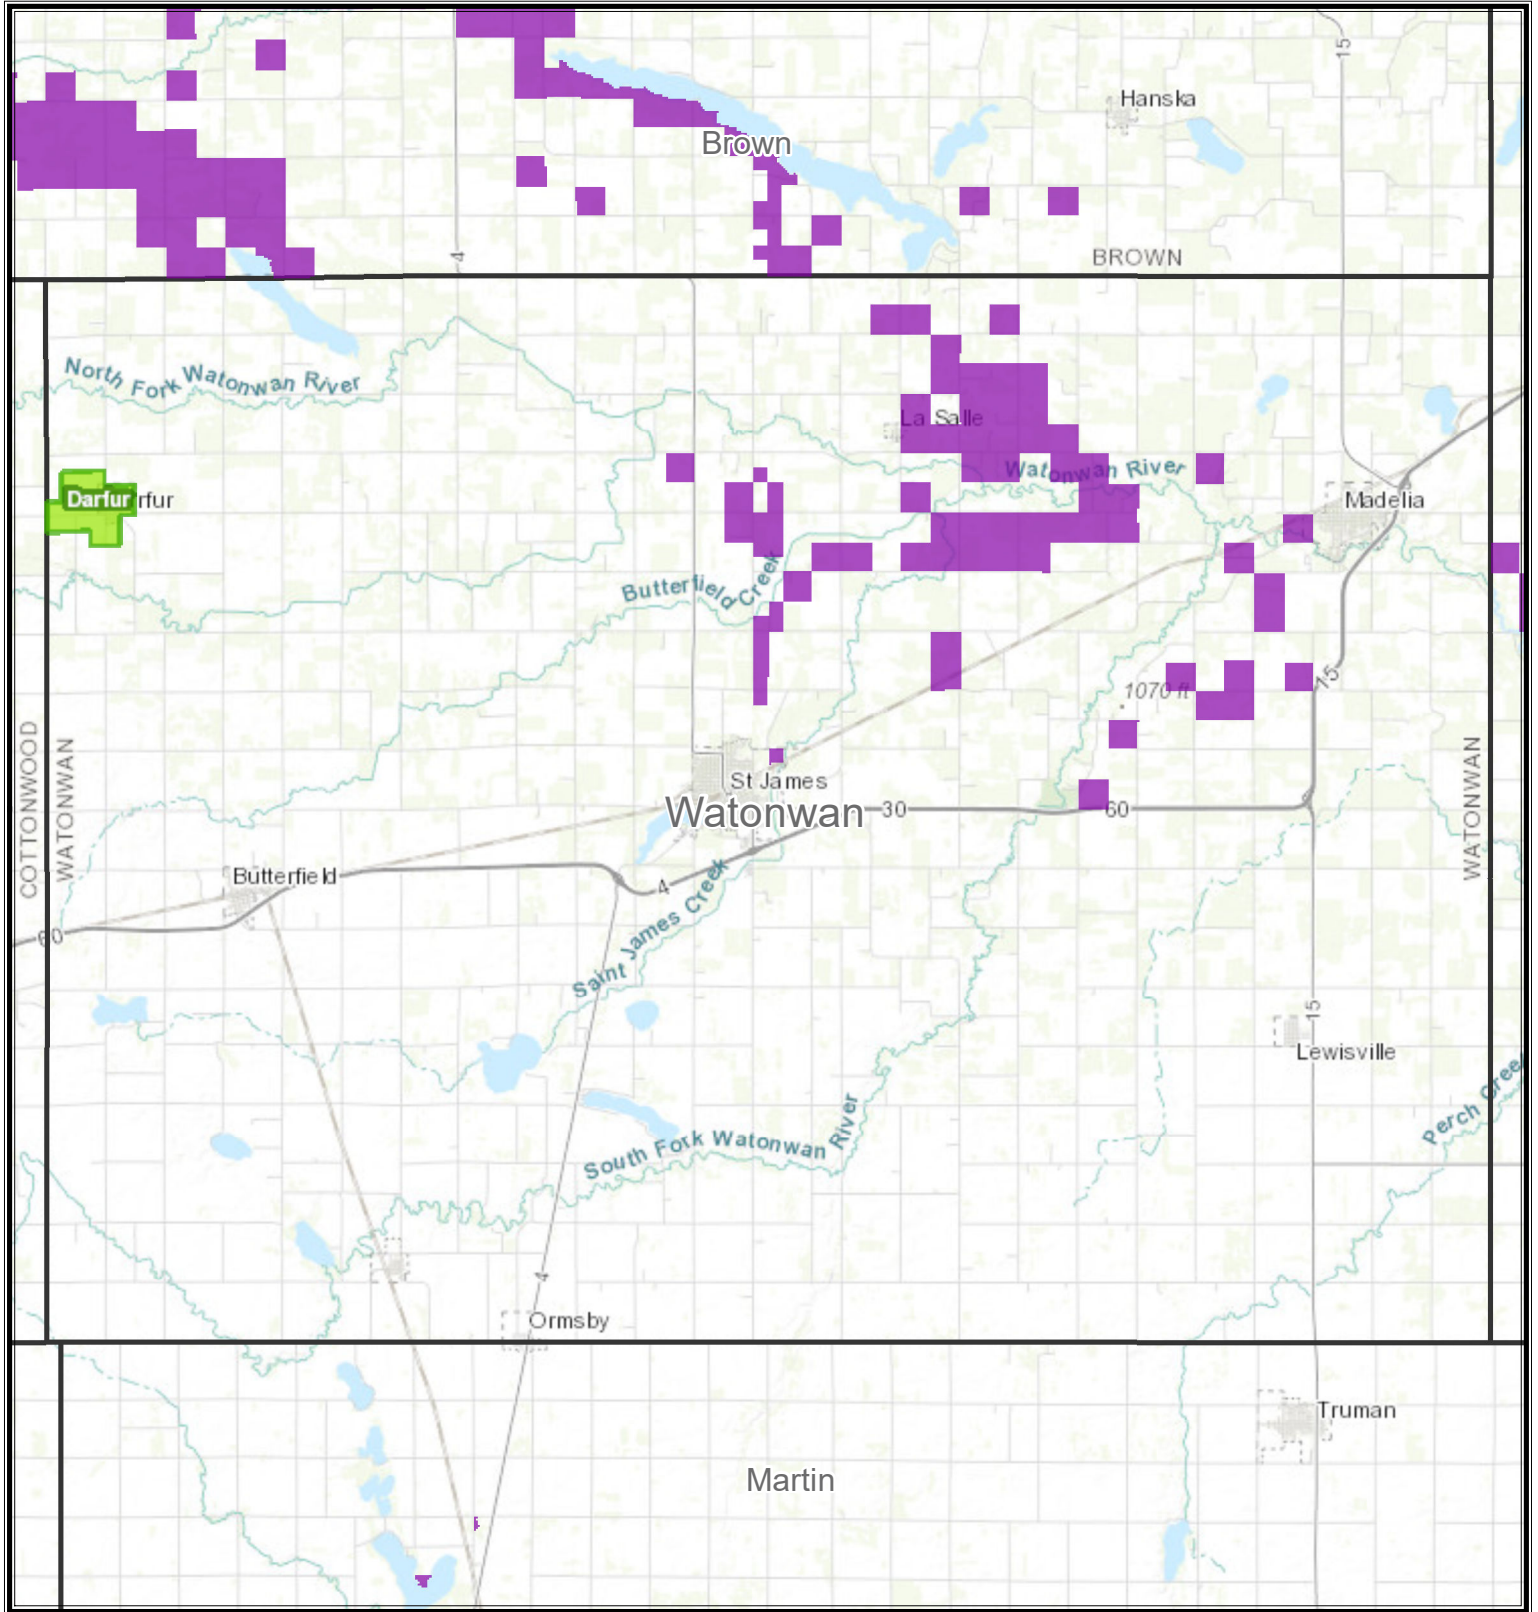 15
Hanska
Brown
4
BROWN
North Fork Watonwan River
La Salle
Watonwan River
Darfur
rfur
Madelia
Butterfield Creek
15
1070 ft
COTTONWOOD
WATONWAN
WATONWAN
St James
Watonwan
30
60
Butterfield
4
60
Saint James Creek
15
Lewisville
South Fork Watonwan River
Perch Creek
4
Ormsby
Truman
Martin